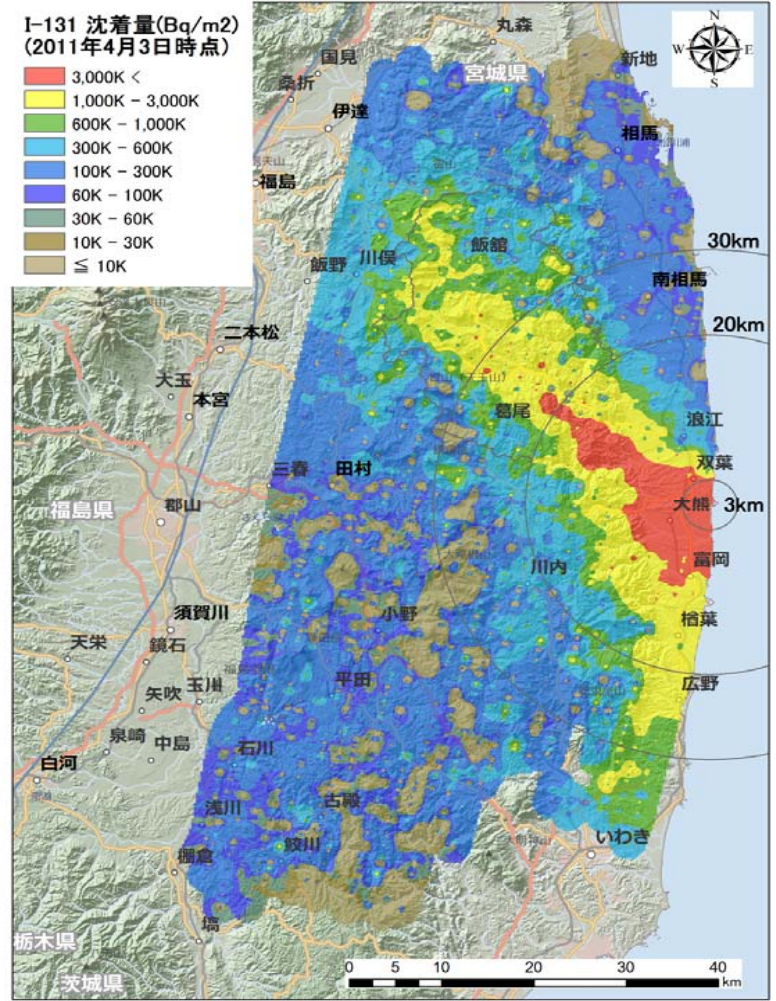 I-131 沈着量(Bq/m2)
(2011年4月3日時点)
3,000K <
1,000K - 3,000K
600K - 1,000K
300K - 600K
100K - 300K
60K - 100K
30K - 60K
10K - 30K
≦ 10K
N
W
E
S
丸森
国見
新地
宮城県
桑折
伊達
相馬
福島
30km
飯舘
川俣
飯野
南相馬
20km
二本松
大玉
本宮
葛尾
浪江
双葉
三春
田村
大熊
3km
福島県
郡山
富岡
川内
須賀川
小野
楢葉
天栄
鏡石
平田
広野
玉川
矢吹
石川
泉崎
中島
白河
浅川
古殿
鮫川
いわき
棚倉
塙
栃木県
茨城県
0 5 10 20 30 40
km